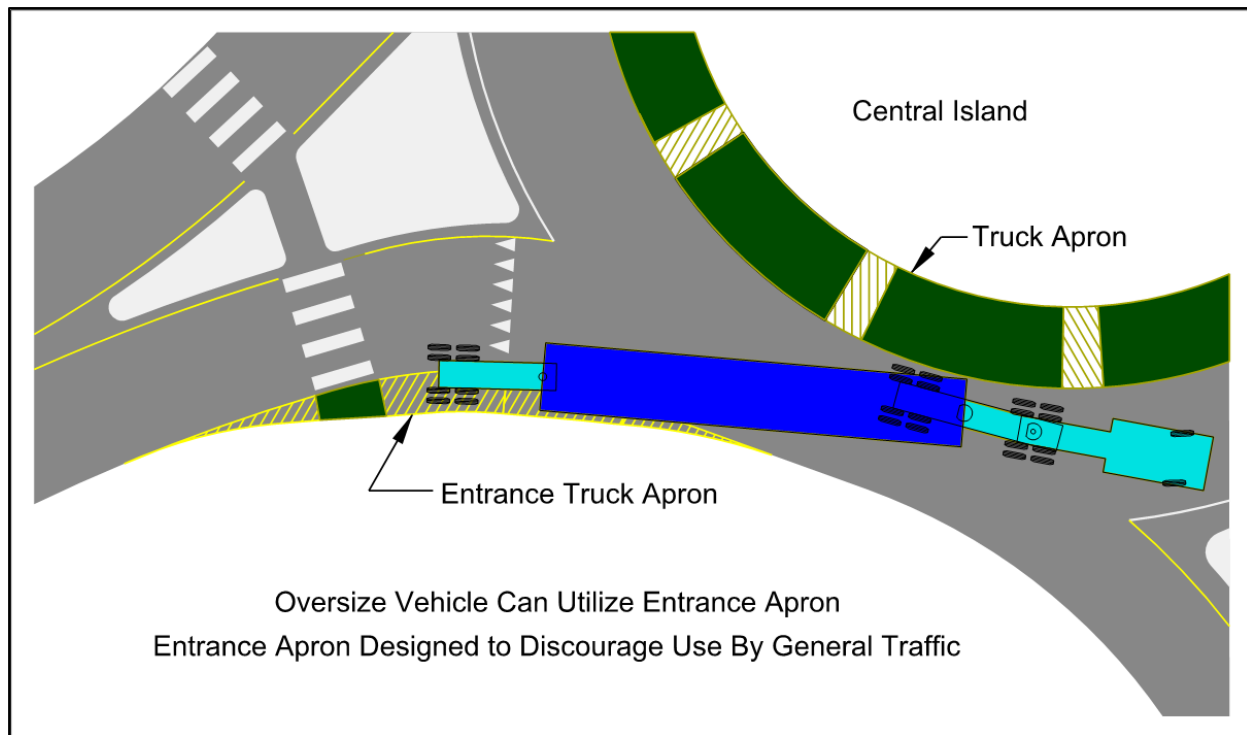 Central Island
Truck Apron
Entrance Truck Apron
Oversize Vehicle Can Utilize Entrance Apron
Entrance Apron Designed to Discourage Use By General Traffic